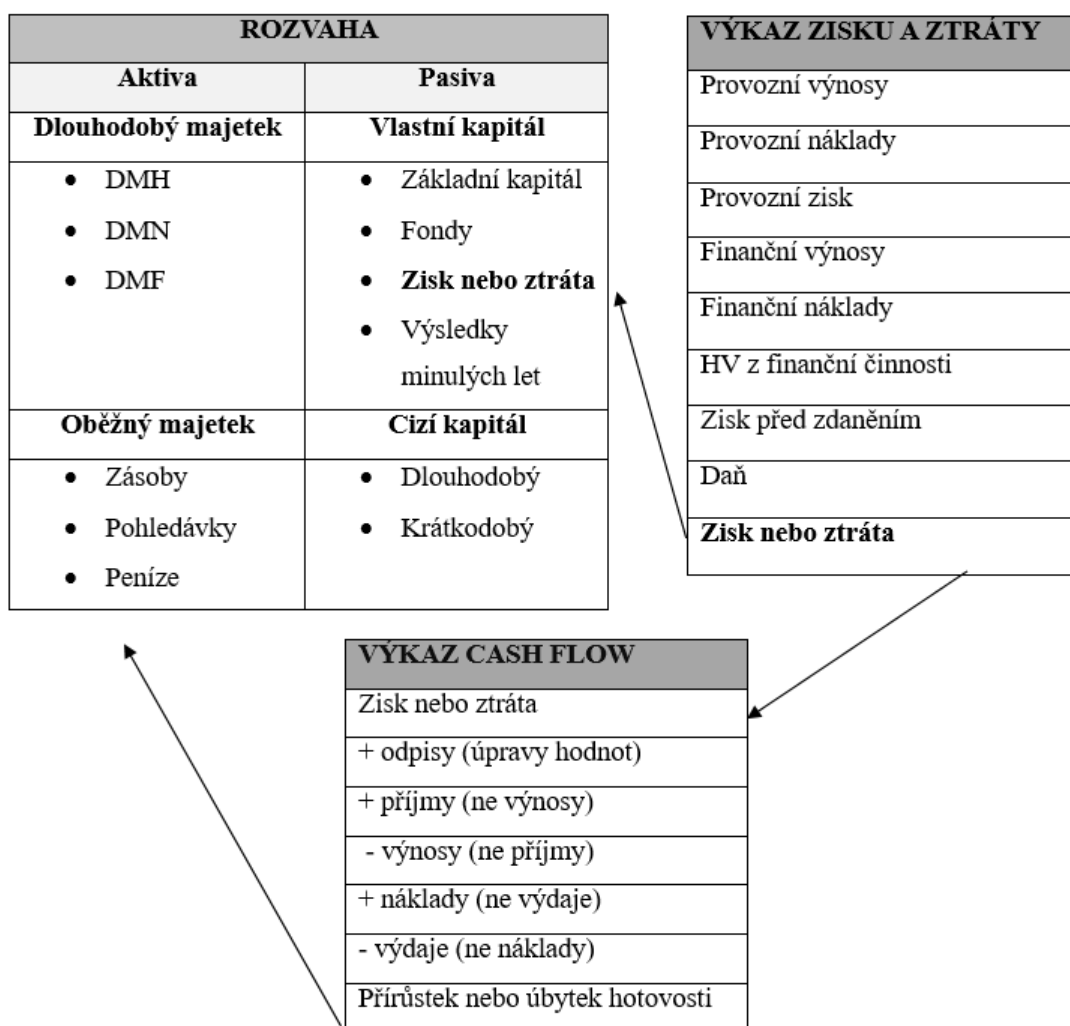 ROZVAHA
Aktiva
Pasiva
Dlouhodobý majetek
Vlastní kapitál
• DMH
• DMN
• DMF
• Základní kapitál
• Fondy
• Zisk nebo ztráta
• Výsledky
minulých let
Oběžný majetek
Cizí kapitál
• Zásoby
• Pohledávky
• Peníze
• Dlouhodobý
• Krátkodobý
VÝKAZ ZISKU A ZTRÁTY
Provozní výnosy
Provozní náklady
Provozní zisk
Finanční výnosy
Finanční náklady
HV z finanční činnosti
Zisk před zdaněním
Daň
Zisk nebo ztráta
VÝKAZ CASH FLOW
Zisk nebo ztráta
+ odpisy (úpravy hodnot)
+ příjmy (ne výnosy)
- výnosy (ne příjmy)
+ náklady (ne výdaje)
- výdaje (ne náklady)
Přírůstek nebo úbytek hotovosti